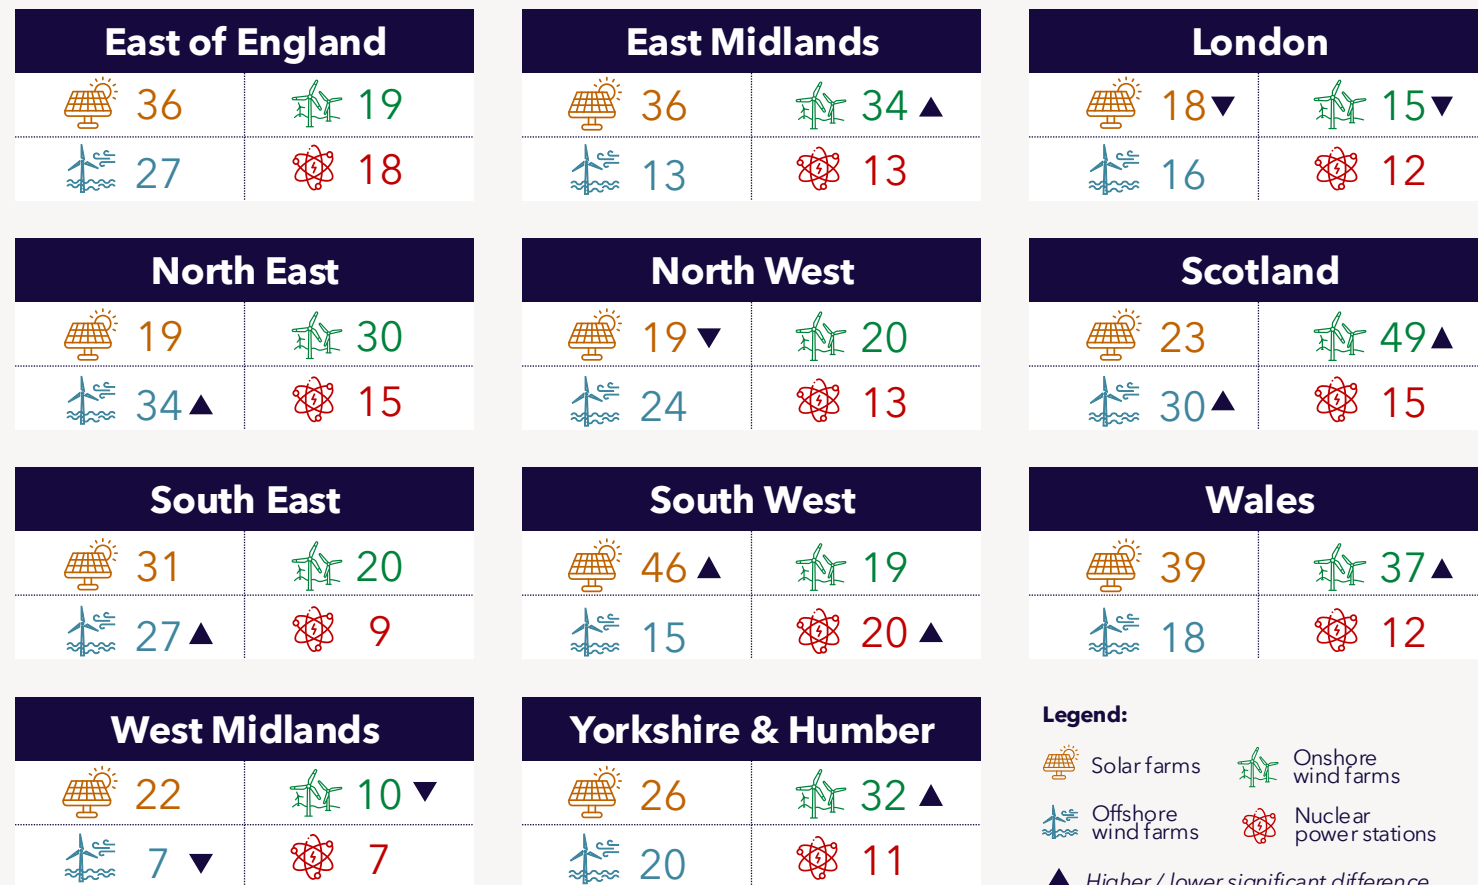 East of England
36
19
27
18
East Midlands
36
34 ▲
13
13
London
18 ▼
15 ▼
16
12
North East
19
30
34 ▲
15
North West
19 ▼
20
24
13
Scotland
23
49 ▲
30 ▲
15
South East
31
20
27 ▲
9
South West
46 ▲
19
15
20 ▲
Wales
39
37 ▲
18
12
West Midlands
22
10 ▼
7 ▼
7
Yorkshire & Humber
26
32 ▲
20
11
Legend:
Solar farms
Onshore
wind farms
Offshore
wind farms
Nuclear
power stations
▲ Higher / lower significant difference